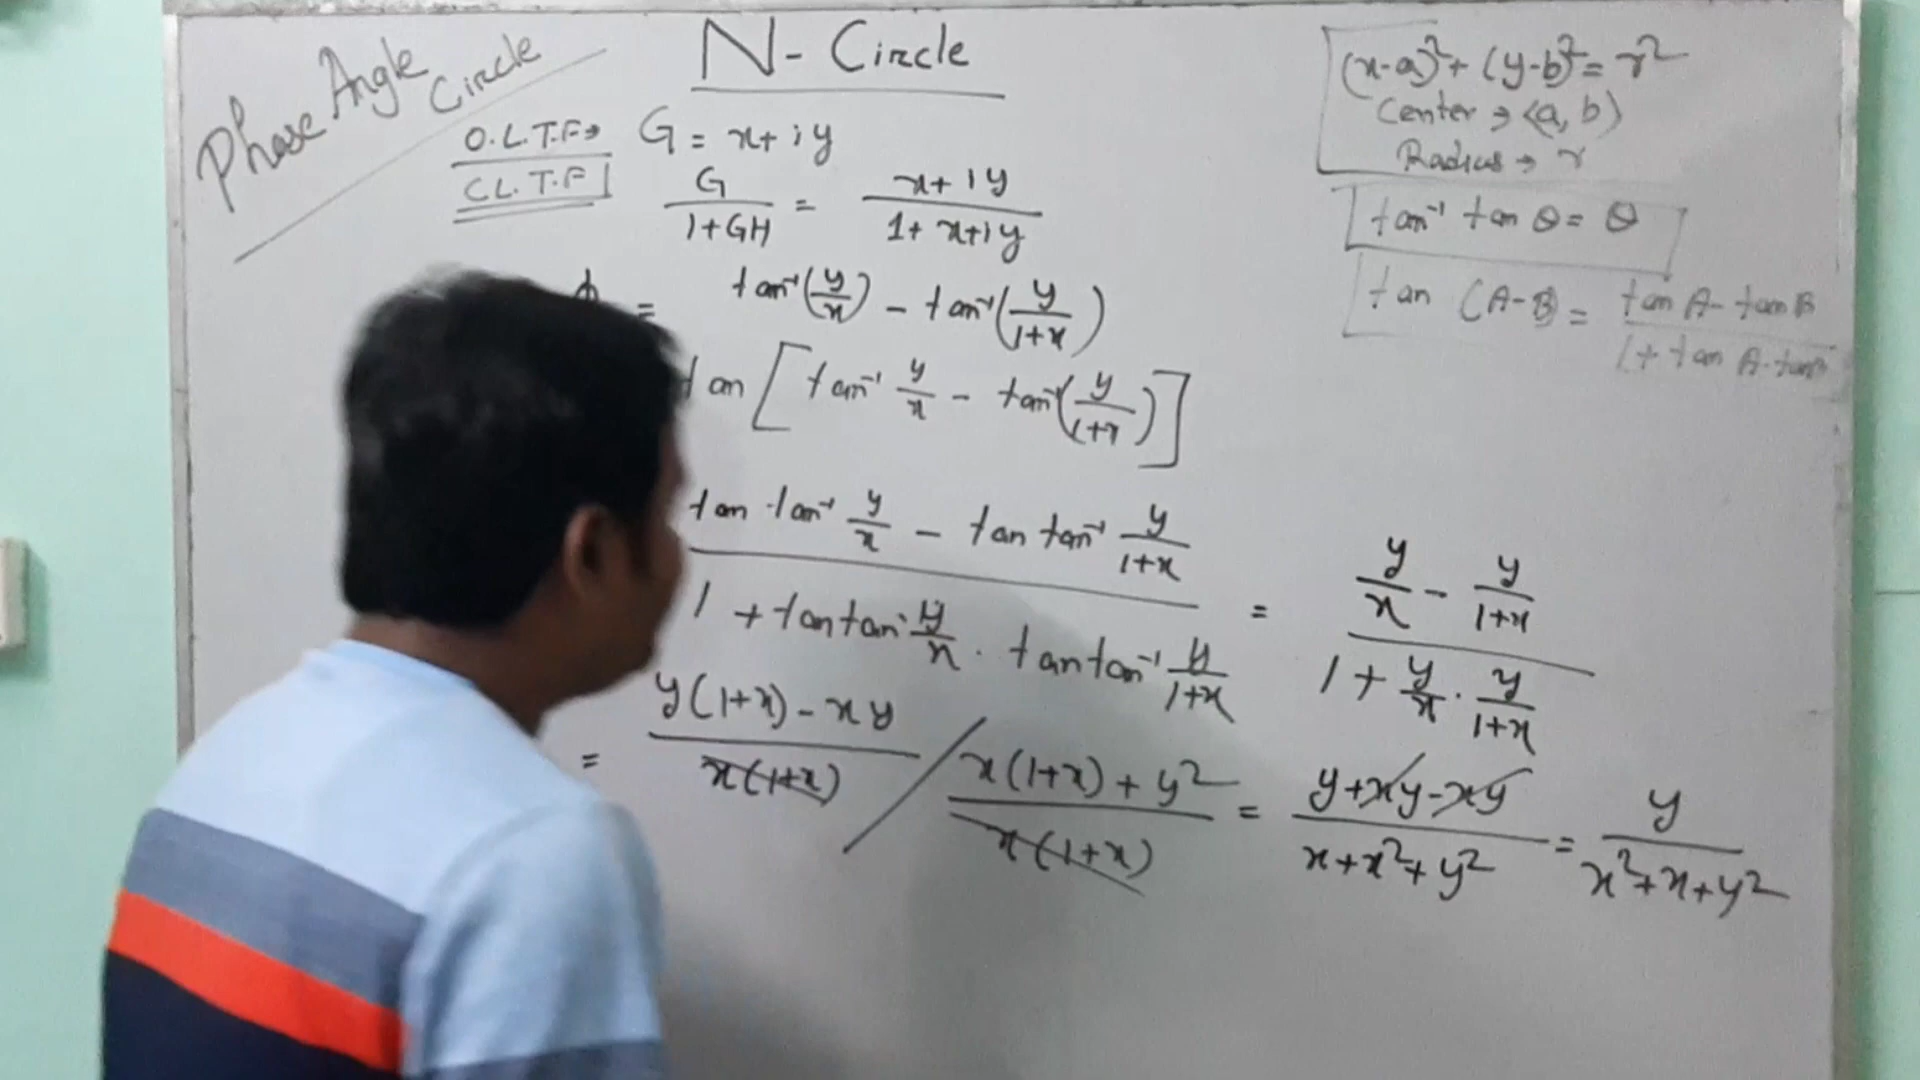 N- Circle
Phase Angle Circle
O.L.T.F→ G = x+iy
C.L.T.F G/(1+GH) = (x+iy)/(1+x+iy)
ϕ = tan⁻¹(y/x) - tan⁻¹(y/(1+x))
tan [tan⁻¹ y/x - tan⁻¹(y/(1+x))]
(tan tan⁻¹ y/x - tan tan⁻¹ y/(1+x)) / (1 + tan tan⁻¹ y/x . tan tan⁻¹ y/(1+x)) = (y/x - y/(1+x)) / (1 + y/x . y/(1+x))
= (y(1+x) - xy)/(x(1+x)) / (x(1+x) + y²)/(x(1+x)) = (y+xy-xy)/(x+x²+y²) = y/(x²+x+y²)
(x-a)² + (y-b)² = r²
Center → (a, b)
Radius → r
tan⁻¹ tan θ = θ
tan (A-B) = (tan A - tan B)/(1 + tan A . tan B)